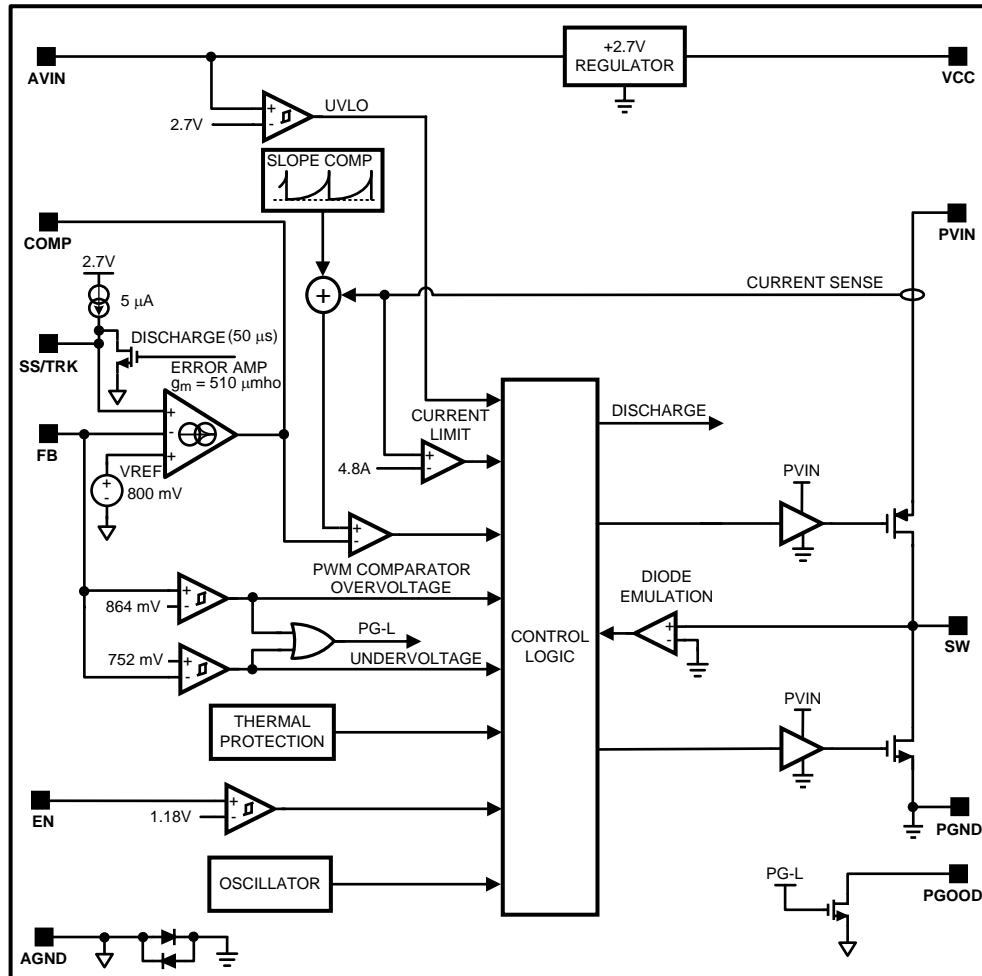 +2.7V
REGULATOR
AVIN
VCC
UVLO
+
-
2.7V
SLOPE COMP
COMP
PVIN
2.7V
5 μA
+
CURRENT SENSE
DISCHARGE (50 μs)
SS/TRK
ERROR AMP
gm = 510 μmho
+
-
+
FB
VREF
800 mV
+
-
CURRENT
LIMIT
+
-
4.8A
DISCHARGE
PVIN
+
-
PWM COMPARATOR
OVERVOLTAGE
+
-
864 mV
PG-L
DIODE
EMULATION
+
-
CONTROL
LOGIC
SW
752 mV
+
-
UNDERVOLTAGE
PVIN
THERMAL
PROTECTION
EN
+
-
1.18V
PGND
OSCILLATOR
PG-L
PGOOD
AGND